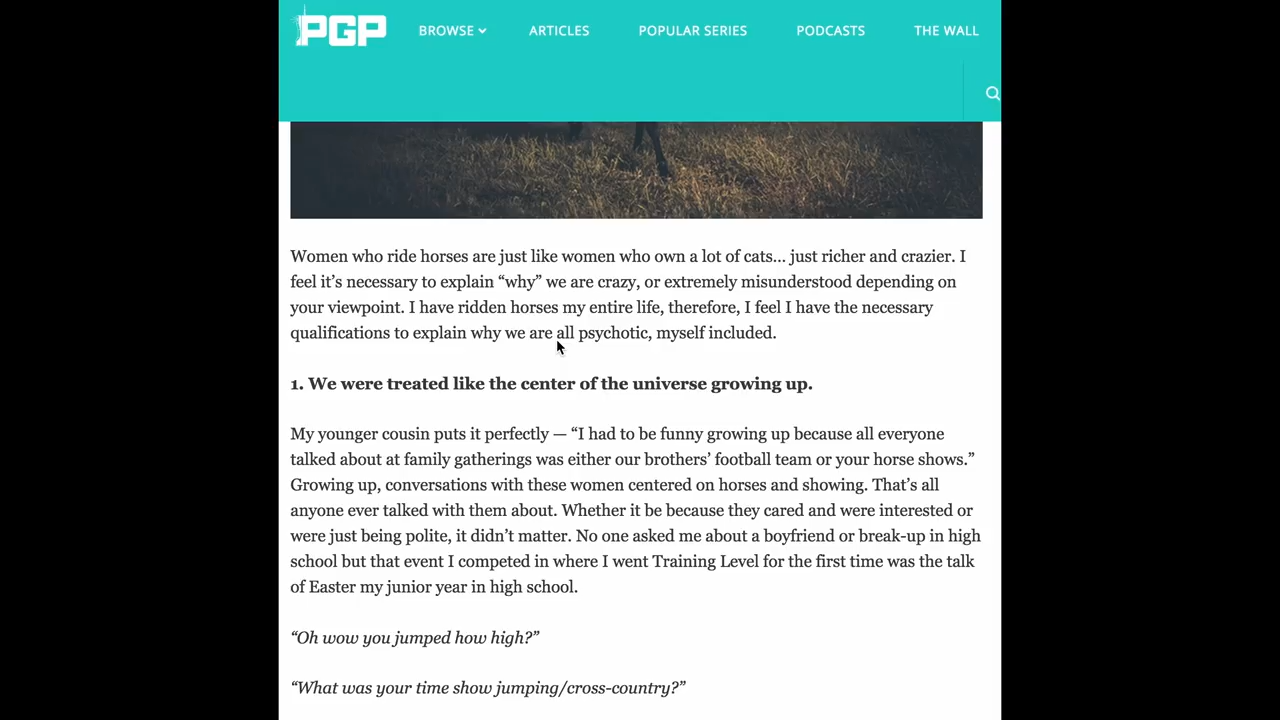 PGP
BROWSE ARTICLES POPULAR SERIES PODCASTS THE WALL
Women who ride horses are just like women who own a lot of cats... just richer and crazier. I
feel it’s necessary to explain “why” we are crazy, or extremely misunderstood depending on
your viewpoint. I have ridden horses my entire life, therefore, I feel I have the necessary
qualifications to explain why we are all psychotic, myself included.
1. We were treated like the center of the universe growing up.
My younger cousin puts it perfectly — “I had to be funny growing up because all everyone
talked about at family gatherings was either our brothers’ football team or your horse shows.”
Growing up, conversations with these women centered on horses and showing. That’s all
anyone ever talked with them about. Whether it be because they cared and were interested or
were just being polite, it didn’t matter. No one asked me about a boyfriend or break-up in high
school but that event I competed in where I went Training Level for the first time was the talk
of Easter my junior year in high school.
“Oh wow you jumped how high?”
“What was your time show jumping/cross-country?”